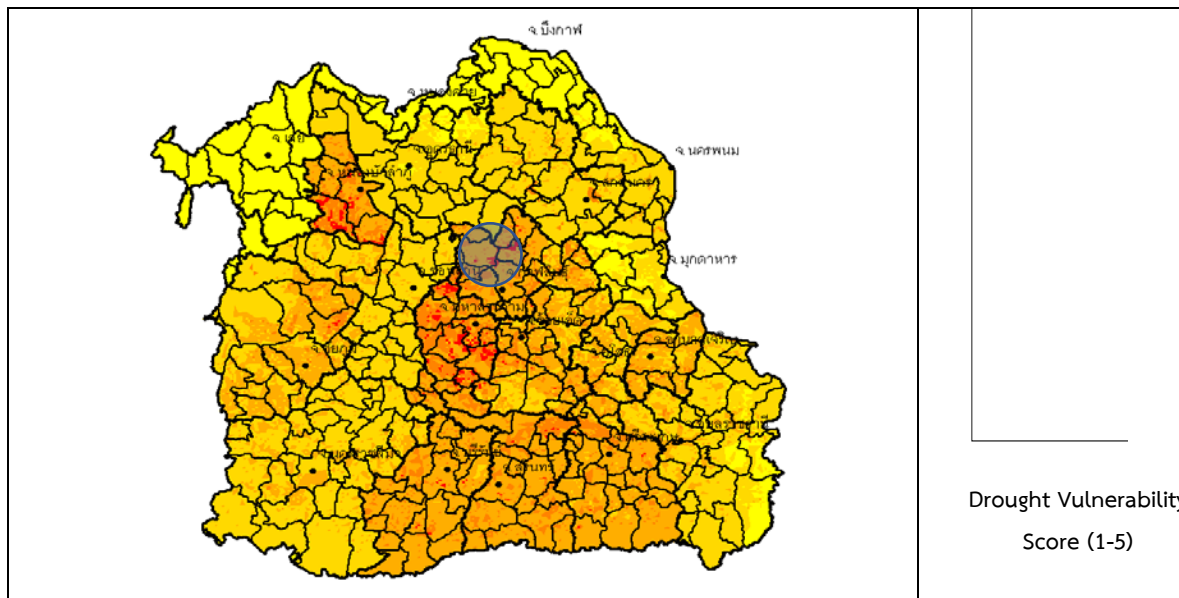 จ.บึงกาฬ
จ.หนองคาย
จ.เลย
จ.อุดรธานี
จ.นครพนม
จ.หนองบัวลำภู
จ.สกลนคร
จ.มุกดาหาร
จ.ขอนแก่น
จ.กาฬสินธุ์
จ.มหาสารคาม
จ.ร้อยเอ็ด
จ.ชัยภูมิ
จ.ยโสธร
จ.อำนาจเจริญ
จ.อุบลราชธานี
จ.นครราชสีมา
จ.บุรีรัมย์
จ.สุรินทร์
จ.ศรีสะเกษ
Drought Vulnerability
Score (1-5)